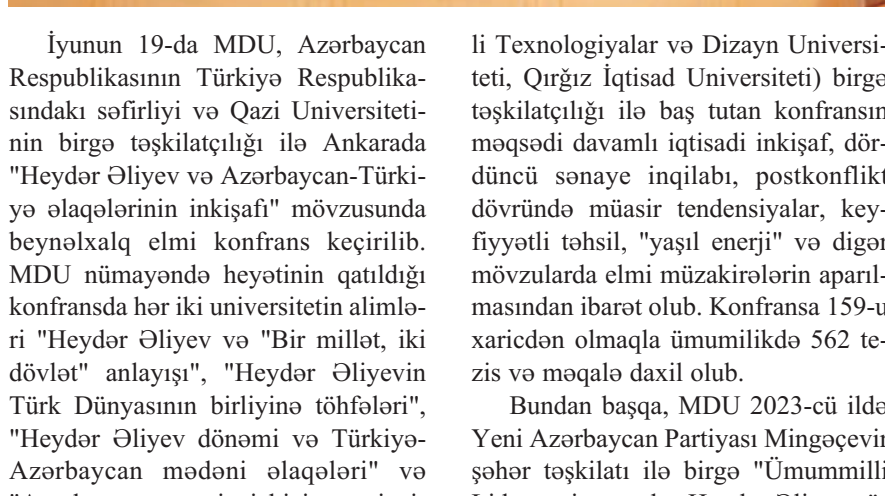 İyunun 19-da MDU, Azərbaycan
Respublikasının Türkiyə Respublika-
sındakı səfirliyi və Qazi Universiteti-
nin birgə təşkilatçılığı ilə Ankarada
"Heydər Əliyev və Azərbaycan-Türki-
yə əlaqələrinin inkişafı" mövzusunda
beynəlxalq elmi konfrans keçirilib.
MDU nümayəndə heyətinin qatıldığı
konfransda hər iki universitetin alimlə-
ri "Heydər Əliyev və "Bir millət, iki
dövlət" anlayışı", "Heydər Əliyevin
Türk Dünyasının birliyinə töhfələri",
"Heydər Əliyev dönəmi və Türkiyə-
Azərbaycan mədəni əlaqələri" və
li Texnologiyalar və Dizayn Universi-
teti, Qırğız İqtisad Universiteti) birgə
təşkilatçılığı ilə baş tutan konfransın
məqsədi davamlı iqtisadi inkişaf, dör-
düncü sənaye inqilabı, postkonflikt
dövründə müasir tendensiyalar, key-
fiyyətli təhsil, "yaşıl enerji" və digər
mövzularda elmi müzakirələrin aparıl-
masından ibarət olub. Konfransa 159-u
xaricdən olmaqla ümumilikdə 562 te-
zis və məqalə daxil olub.
Bundan başqa, MDU 2023-cü ildə
Yeni Azərbaycan Partiyası Mingəçevir
şəhər təşkilatı ilə birgə "Ümummilli